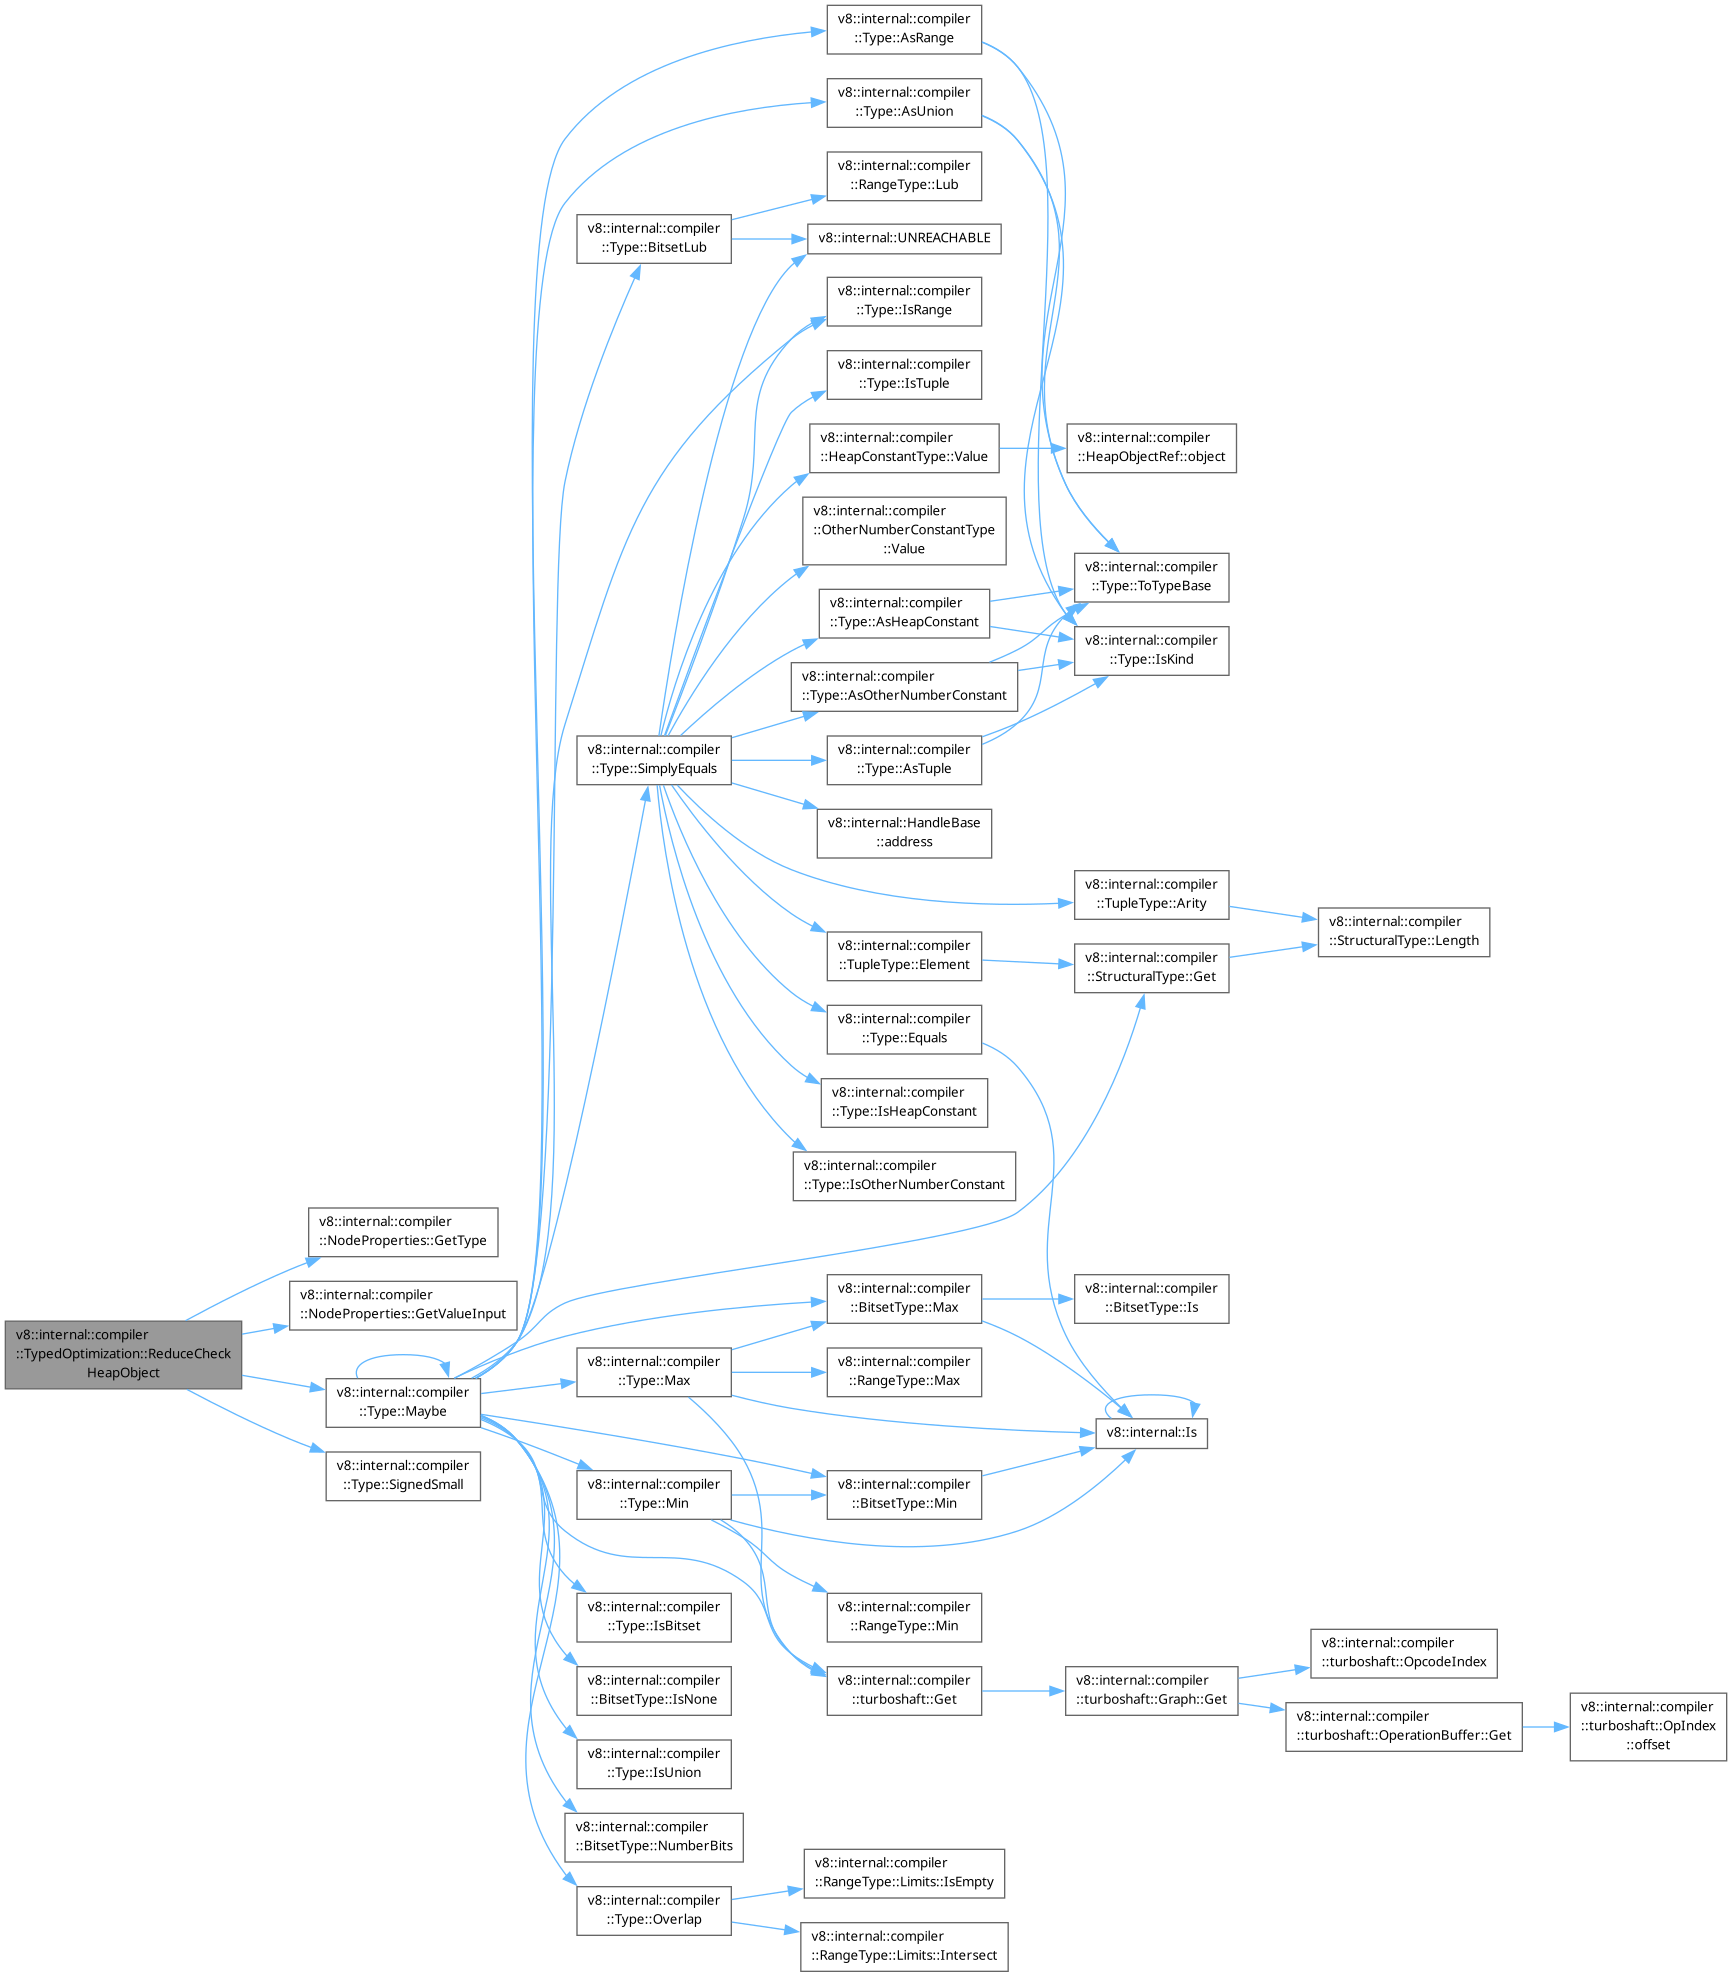 v8::internal::compiler
::Type::AsRange
v8::internal::compiler
::Type::AsUnion
v8::internal::compiler
::RangeType::Lub
v8::internal::compiler
::Type::BitsetLub
v8::internal::UNREACHABLE
v8::internal::compiler
::Type::IsRange
v8::internal::compiler
::Type::IsTuple
v8::internal::compiler
::HeapConstantType::Value
v8::internal::compiler
::HeapObjectRef::object
v8::internal::compiler
::OtherNumberConstantType
::Value
v8::internal::compiler
::Type::ToTypeBase
v8::internal::compiler
::Type::AsHeapConstant
v8::internal::compiler
::Type::IsKind
v8::internal::compiler
::Type::AsOtherNumberConstant
v8::internal::compiler
::Type::SimplyEquals
v8::internal::compiler
::Type::AsTuple
v8::internal::HandleBase
::address
v8::internal::compiler
::TupleType::Arity
v8::internal::compiler
::StructuralType::Length
v8::internal::compiler
::TupleType::Element
v8::internal::compiler
::StructuralType::Get
v8::internal::compiler
::Type::Equals
v8::internal::compiler
::Type::IsHeapConstant
v8::internal::compiler
::Type::IsOtherNumberConstant
v8::internal::compiler
::NodeProperties::GetType
v8::internal::compiler
::NodeProperties::GetValueInput
v8::internal::compiler
::BitsetType::Max
v8::internal::compiler
::BitsetType::Is
v8::internal::compiler
::TypedOptimization::ReduceCheck
HeapObject
v8::internal::compiler
::Type::Max
v8::internal::compiler
::RangeType::Max
v8::internal::compiler
::Type::Maybe
v8::internal::Is
v8::internal::compiler
::Type::SignedSmall
v8::internal::compiler
::Type::Min
v8::internal::compiler
::BitsetType::Min
v8::internal::compiler
::Type::IsBitset
v8::internal::compiler
::RangeType::Min
v8::internal::compiler
::turboshaft::OpcodeIndex
v8::internal::compiler
::BitsetType::IsNone
v8::internal::compiler
::turboshaft::Get
v8::internal::compiler
::turboshaft::Graph::Get
v8::internal::compiler
::turboshaft::OperationBuffer::Get
v8::internal::compiler
::turboshaft::OpIndex
::offset
v8::internal::compiler
::Type::IsUnion
v8::internal::compiler
::BitsetType::NumberBits
v8::internal::compiler
::Type::Overlap
v8::internal::compiler
::RangeType::Limits::IsEmpty
v8::internal::compiler
::RangeType::Limits::Intersect